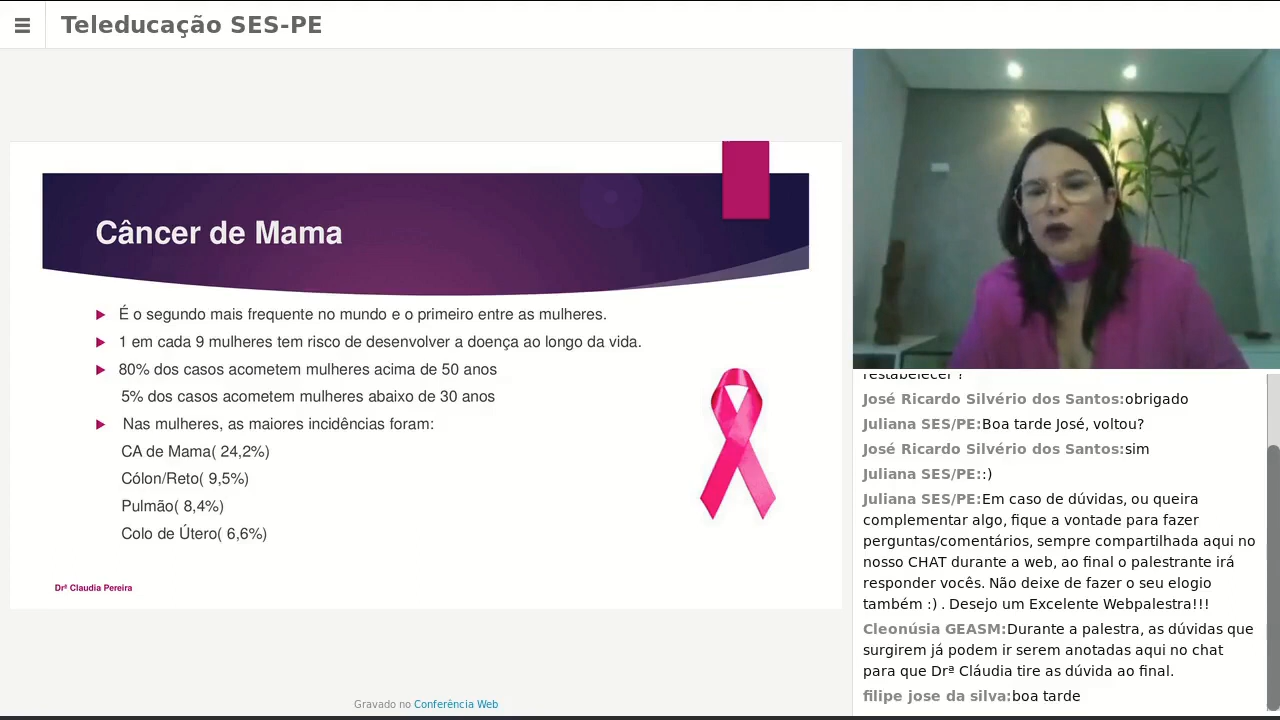 Teleducação SES-PE
Câncer de Mama
É o segundo mais frequente no mundo e o primeiro entre as mulheres.
1 em cada 9 mulheres tem risco de desenvolver a doença ao longo da vida.
80% dos casos acometem mulheres acima de 50 anos
5% dos casos acometem mulheres abaixo de 30 anos
Nas mulheres, as maiores incidências foram:
CA de Mama( 24,2%)
Cólon/Reto( 9,5%)
Pulmão( 8,4%)
Colo de Útero( 6,6%)
Drª Claudia Pereira
Gravado no Conferência Web
restabelecer ?
José Ricardo Silvério dos Santos:obrigado
Juliana SES/PE:Boa tarde José, voltou?
José Ricardo Silvério dos Santos:sim
Juliana SES/PE::)
Juliana SES/PE:Em caso de dúvidas, ou queira
complementar algo, fique a vontade para fazer
perguntas/comentários, sempre compartilhada aqui no
nosso CHAT durante a web, ao final o palestrante irá
responder vocês. Não deixe de fazer o seu elogio
também :) . Desejo um Excelente Webpalestra!!!
Cleonúsia GEASM:Durante a palestra, as dúvidas que
surgirem já podem ir serem anotadas aqui no chat
para que Drª Cláudia tire as dúvida ao final.
filipe jose da silva:boa tarde